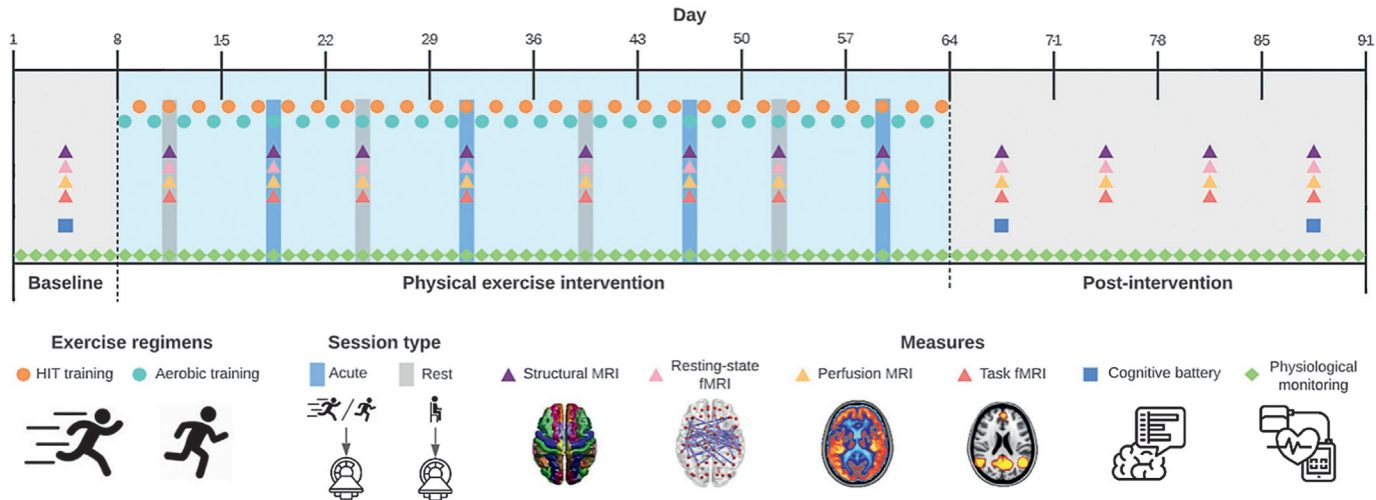 Day
1 8 15 22 29 36 43 50 57 64 71 78 85 91
Baseline Physical exercise intervention Post-intervention
Exercise regimens Session type Measures
HIT training Aerobic training Acute Rest Structural MRI Resting-state fMRI Perfusion MRI Task fMRI Cognitive battery Physiological monitoring